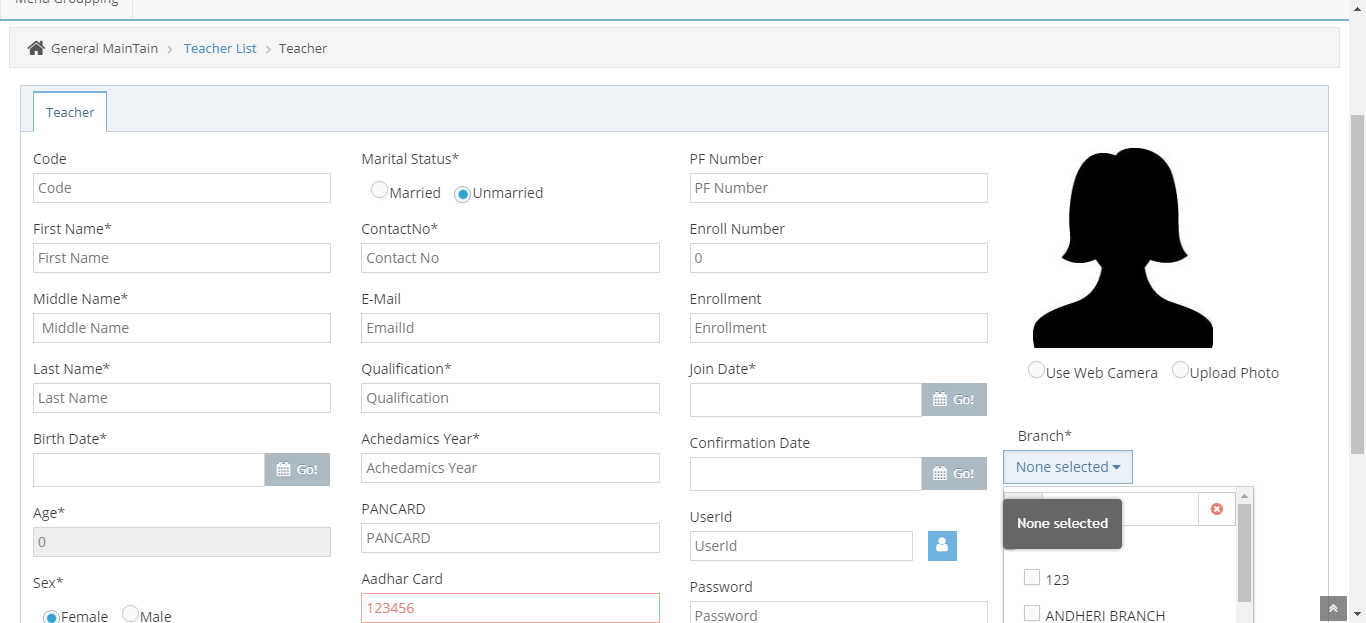 Menu Groupping
General MainTain > Teacher List > Teacher
Teacher
Code
Code
First Name*
First Name
Middle Name*
Middle Name
Last Name*
Last Name
Birth Date*
Go!
Age*
0
Sex*
Female Male
Marital Status*
Married Unmarried
ContactNo*
Contact No
E-Mail
EmailId
Qualification*
Qualification
Achedamics Year*
Achedamics Year
PANCARD
PANCARD
Aadhar Card
123456
PF Number
PF Number
Enroll Number
0
Enrollment
Enrollment
Join Date*
Go!
Confirmation Date
Go!
UserId
UserId
Password
Password
Use Web Camera Upload Photo
Branch*
None selected
None selected
123
ANDHERI BRANCH